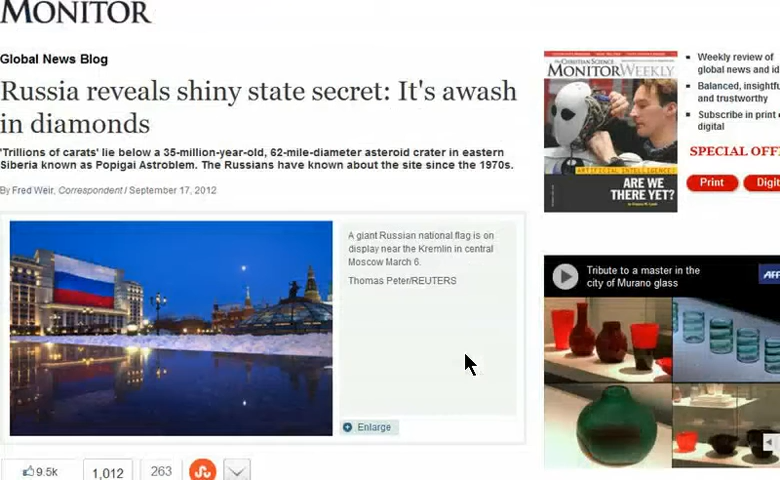 MONITOR
Global News Blog
Russia reveals shiny state secret: It's awash
in diamonds
'Trillions of carats' lie below a 35-million-year-old, 62-mile-diameter asteroid crater in eastern
Siberia known as Popigai Astroblem. The Russians have known about the site since the 1970s.
By Fred Weir, Correspondent / September 17, 2012
A giant Russian national flag is on
display near the Kremlin in central
Moscow March 6.
Thomas Peter/REUTERS
Enlarge
9.5k
1,012
263
MONITOR WEEKLY
ARTIFICIAL INTELLIGENCE
ARE WE
THERE YET?
Weekly review of
global news and id
Balanced, insightfu
and trustworthy
Subscribe in print
digital
SPECIAL OFF
Print
Digit
Tribute to a master in the
city of Murano glass
AFP